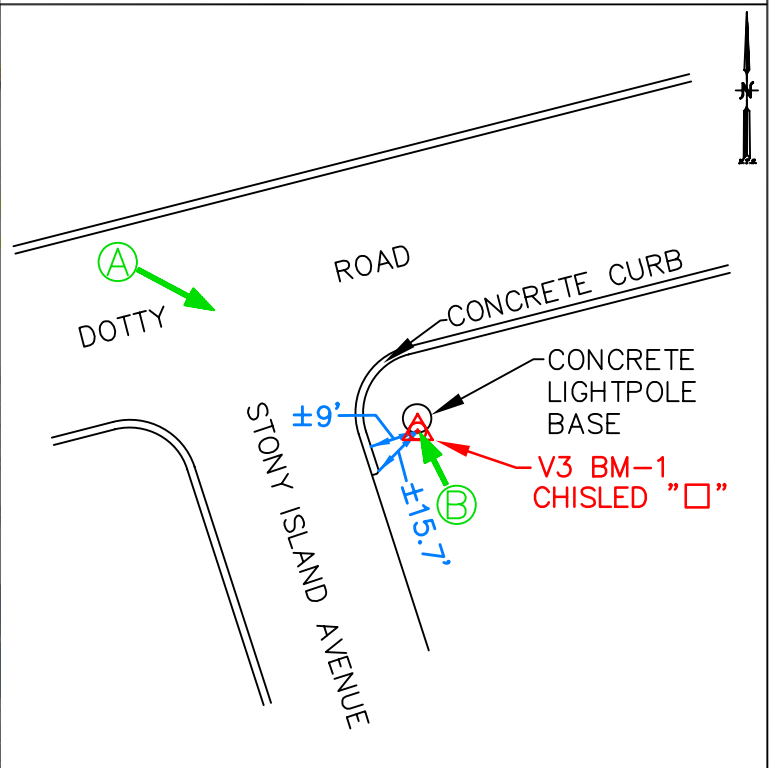 N
A
ROAD
DOTTY
CONCRETE CURB
CONCRETE
LIGHTPOLE
BASE
±9'
STONY ISLAND AVENUE
V3 BM-1
CHISLED "□"
B
±15.7'